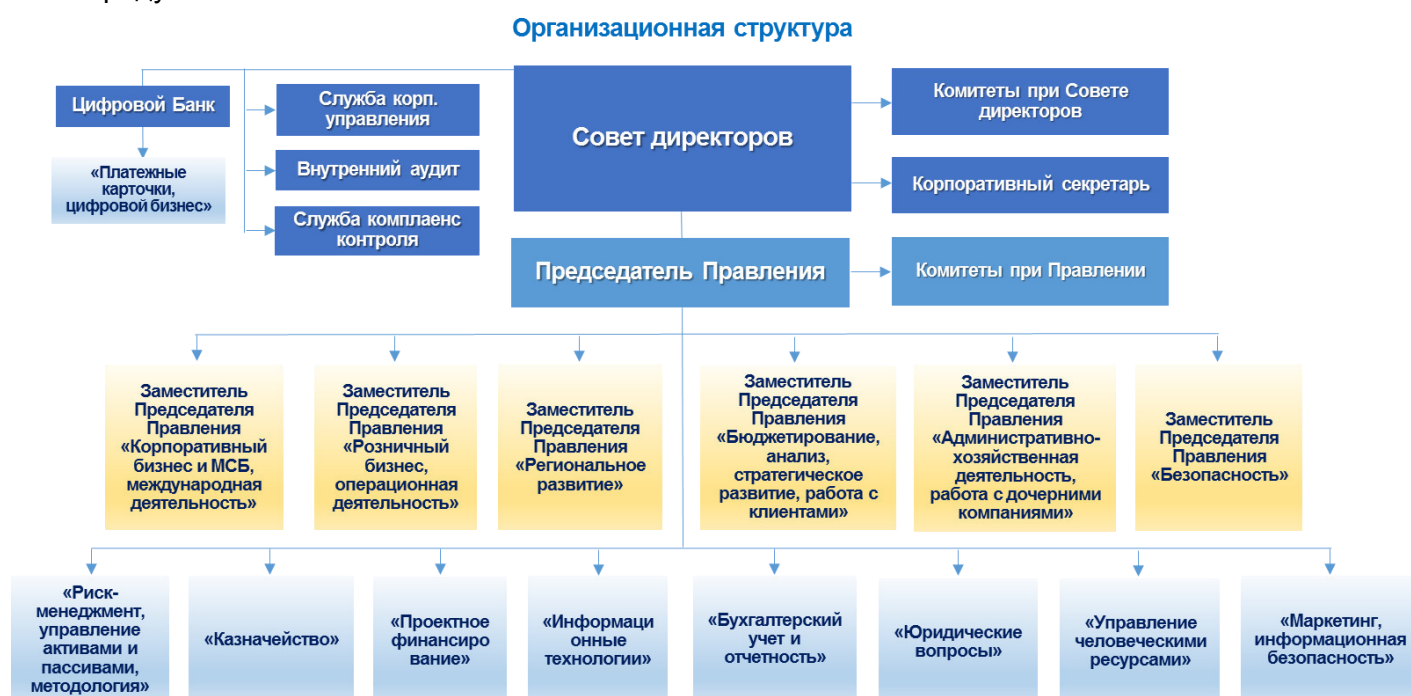 Организационная структура
Цифровой Банк
«Платежные
карточки,
цифровой бизнес»
Служба корп.
управления
Внутренний аудит
Служба комплаенс
контроля
Совет директоров
Комитеты при Совете
директоров
Корпоративный секретарь
Председатель Правления
Комитеты при Правлении
Заместитель
Председателя
Правления
«Корпоративный
бизнес и МСБ,
международная
деятельность»
Заместитель
Председателя
Правления
«Розничный
бизнес,
операционная
деятельность»
Заместитель
Председателя
Правления
«Региональное
развитие»
Заместитель
Председателя
Правления
«Бюджетирование,
анализ,
стратегическое
развитие, работа с
клиентами»
Заместитель
Председателя
Правления
«Административно-
хозяйственная
деятельность,
работа с дочерними
компаниями»
Заместитель
Председателя
Правления
«Безопасность»
«Риск-
менеджмент,
управление
активами и
пассивами,
методология»
«Казначейство»
«Проектное
финансиро
вание»
«Информаци
онные
технологии»
«Бухгалтерский
учет и
отчетность»
«Юридические
вопросы»
«Управление
человеческими
ресурсами»
«Маркетинг,
информационная
безопасность»